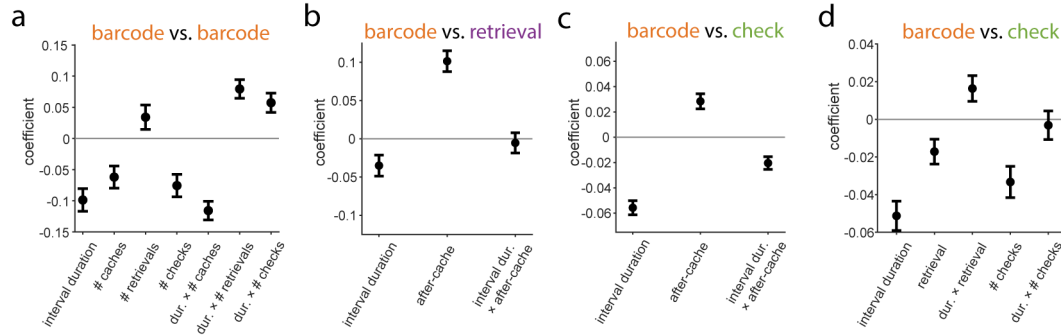 a
barcode vs. barcode
coefficient
0.15
0.1
0.05
0
-0.05
-0.1
-0.15
interval duration
# caches
# retrievals
# checks
dur. × # caches
dur. × # retrievals
dur. × # checks
b
barcode vs. retrieval
coefficient
0.1
0.05
0
-0.05
-0.1
interval duration
after-cache
interval dur.
× after-cache
c
barcode vs. check
coefficient
0.06
0.04
0.02
0
-0.02
-0.04
-0.06
interval duration
after-cache
interval dur.
× after-cache
d
barcode vs. check
coefficient
0.04
0.02
0
-0.02
-0.04
-0.06
interval duration
retrieval
dur. × retrieval
# checks
dur. × # checks